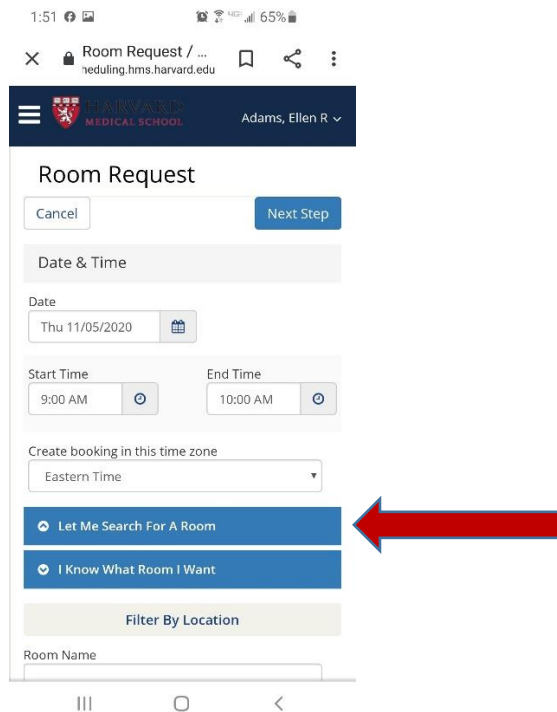 1:51 4G 65%
Room Request / ...
heduling.hms.harvard.edu
HARVARD
MEDICAL SCHOOL
Adams, Ellen R
Room Request
Cancel Next Step
Date & Time
Date
Thu 11/05/2020
Start Time End Time
9:00 AM 10:00 AM
Create booking in this time zone
Eastern Time
Let Me Search For A Room
I Know What Room I Want
Filter By Location
Room Name